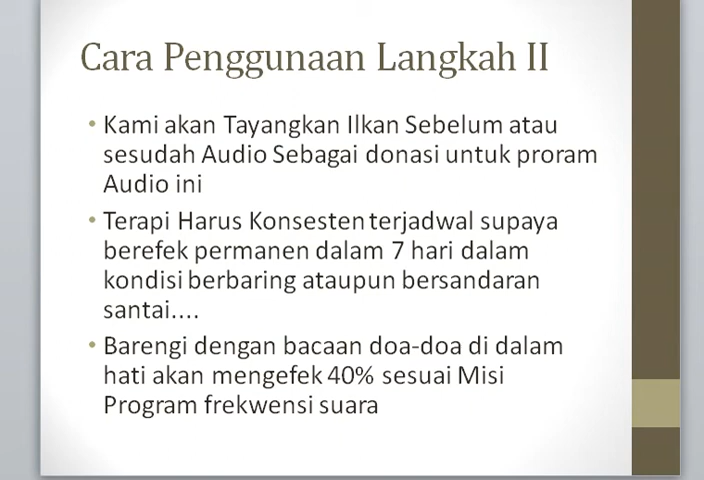 Cara Penggunaan Langkah II
• Kami akan Tayangkan Ilkan Sebelum atau
sesudah Audio Sebagai donasi untuk proram
Audio ini
• Terapi Harus Konsesten terjadwal supaya
berefek permanen dalam 7 hari dalam
kondisi berbaring ataupun bersandaran
santai....
• Barengi dengan bacaan doa-doa di dalam
hati akan mengefek 40% sesuai Misi
Program frekwensi suara